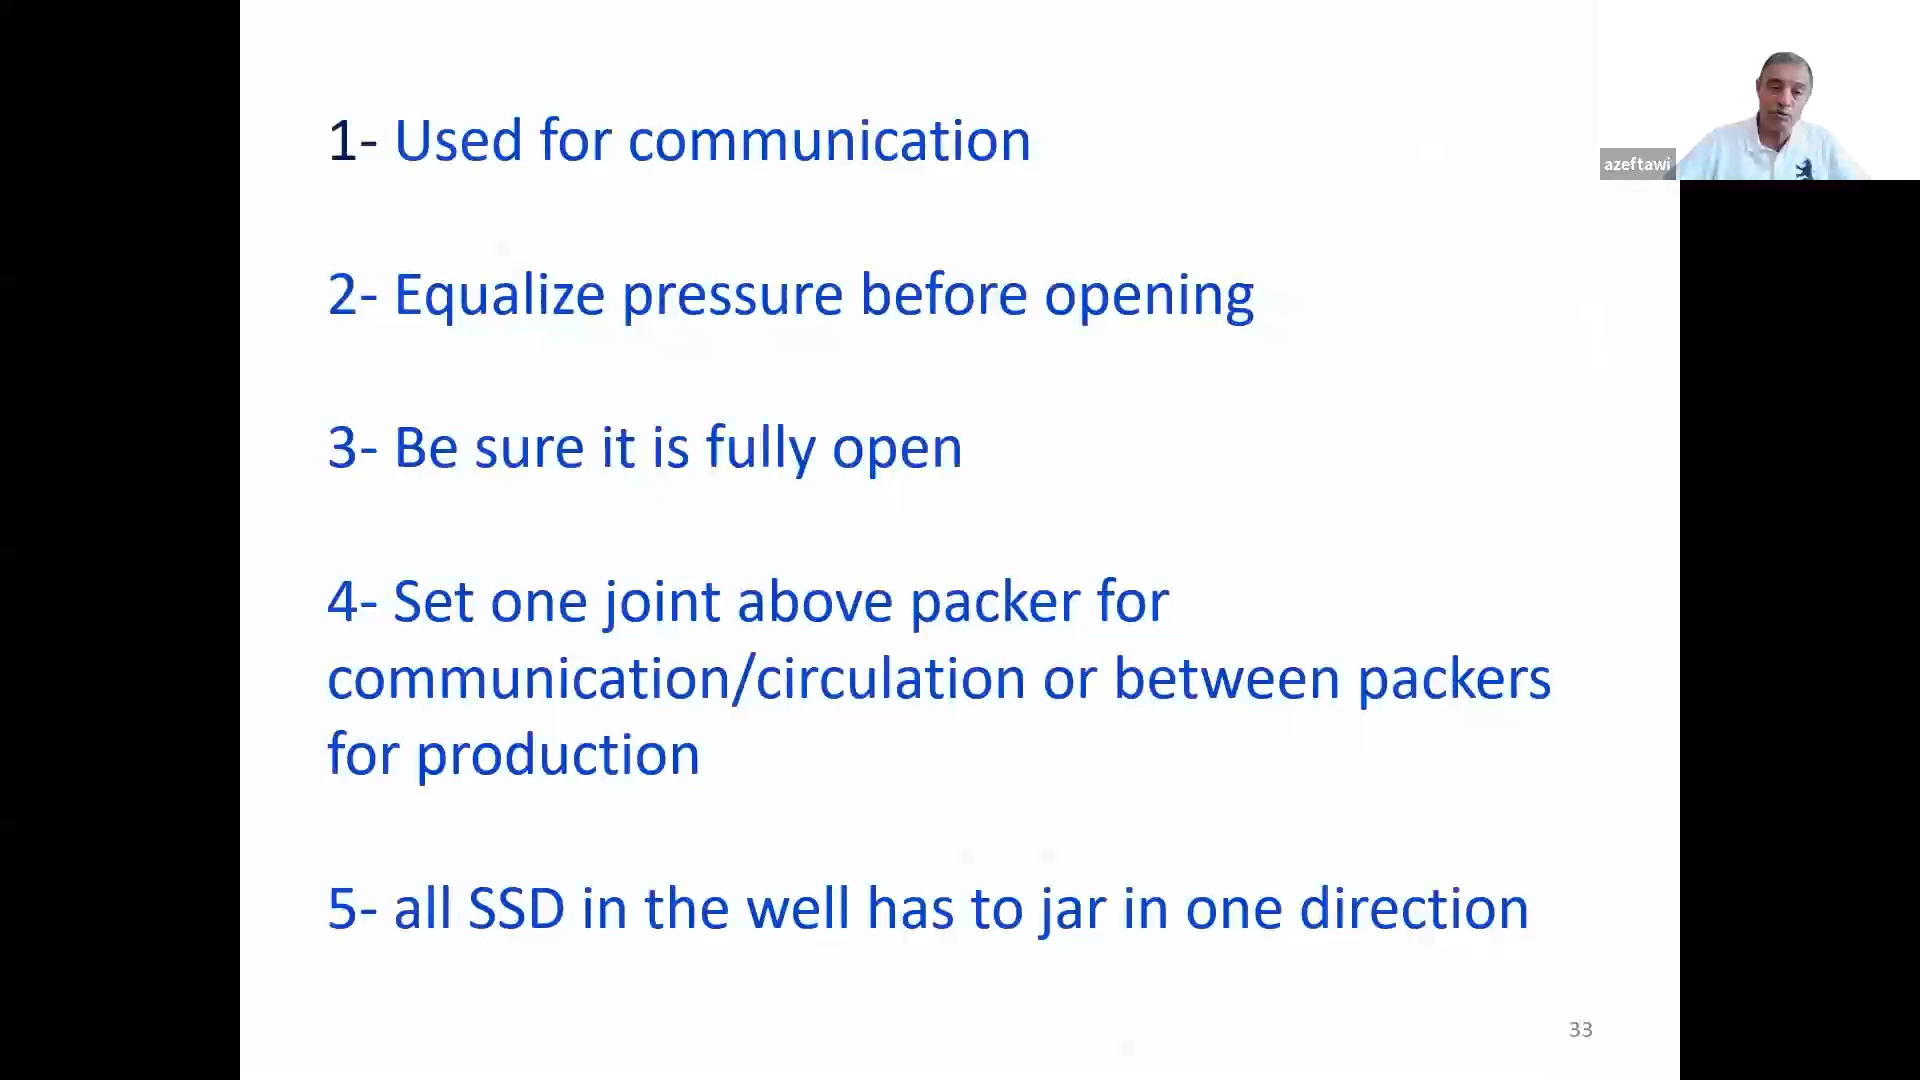 1- Used for communication
azeftawi
2- Equalize pressure before opening
3- Be sure it is fully open
4- Set one joint above packer for
communication/circulation or between packers
for production
5- all SSD in the well has to jar in one direction
33